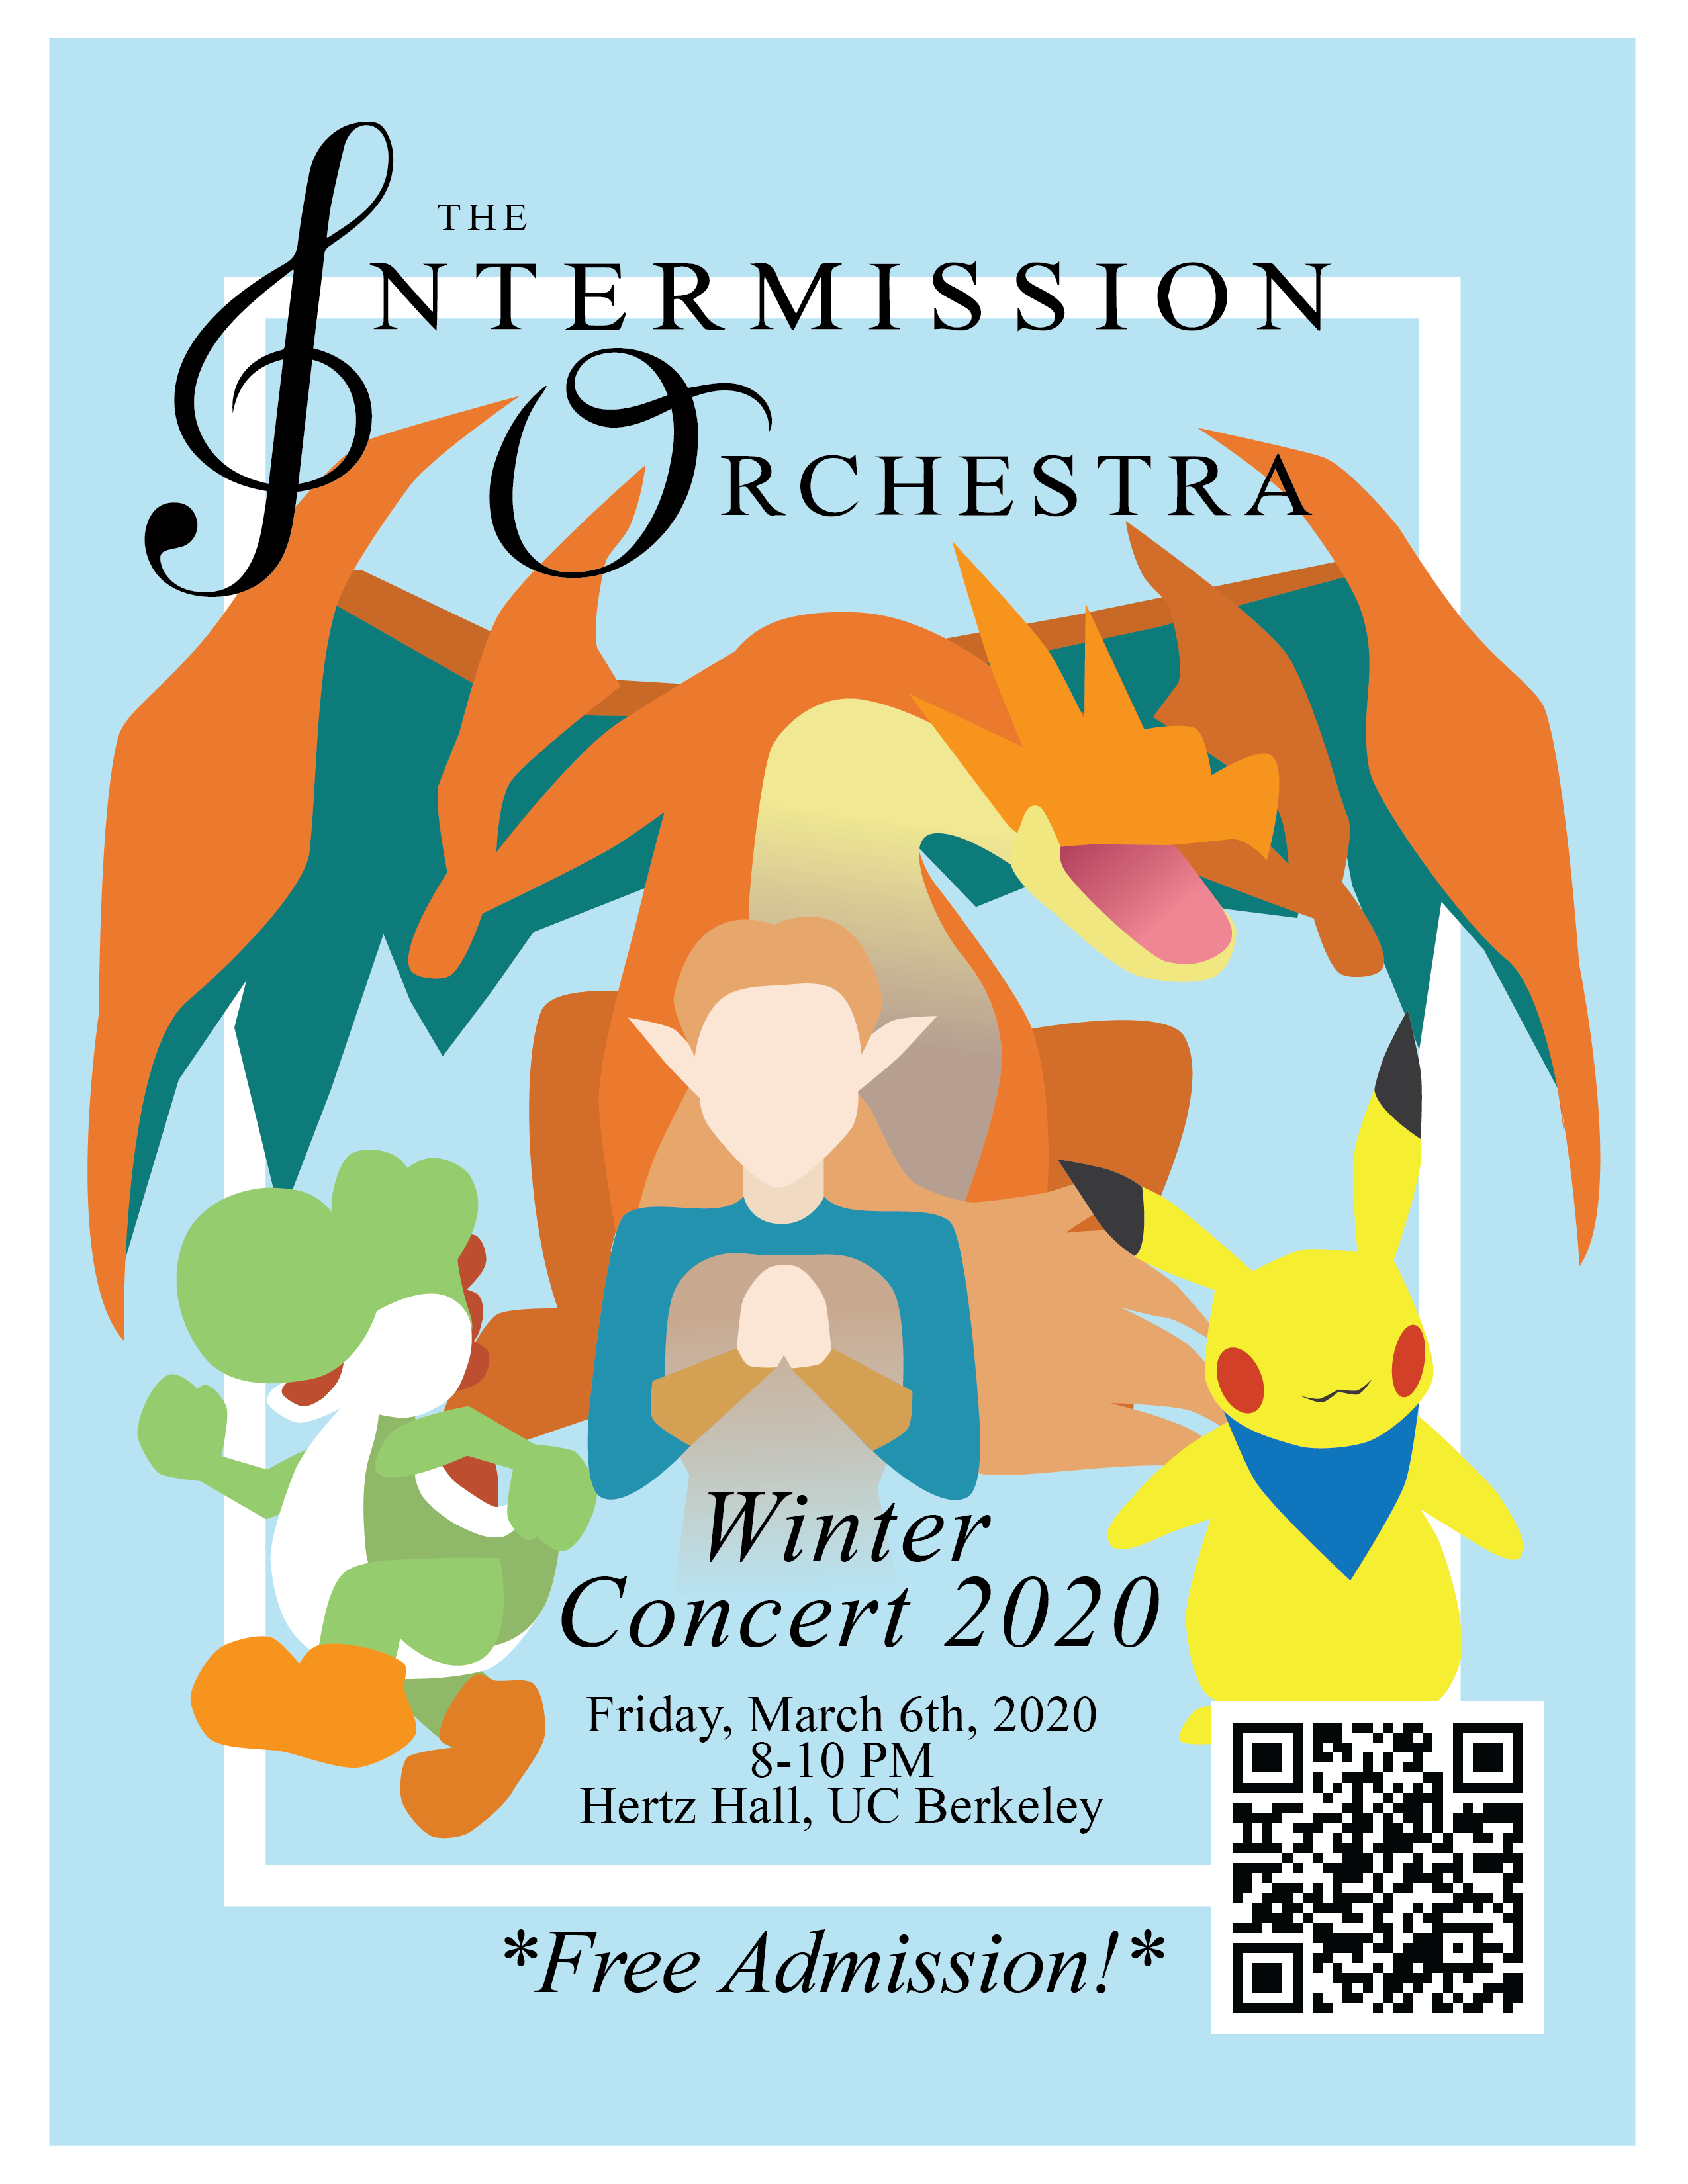 THE
INTERMISSION
ORCHESTRA
Winter
Concert 2020
Friday, March 6th, 2020
8-10 PM
Hertz Hall, UC Berkeley
*Free Admission!*